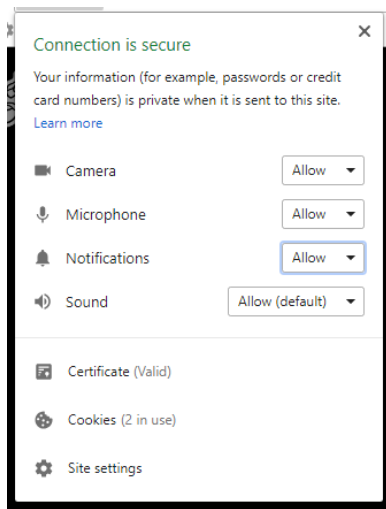 Connection is secure
Your information (for example, passwords or credit
card numbers) is private when it is sent to this site.
Learn more
Camera Allow
Microphone Allow
Notifications Allow
Sound Allow (default)
Certificate (Valid)
Cookies (2 in use)
Site settings